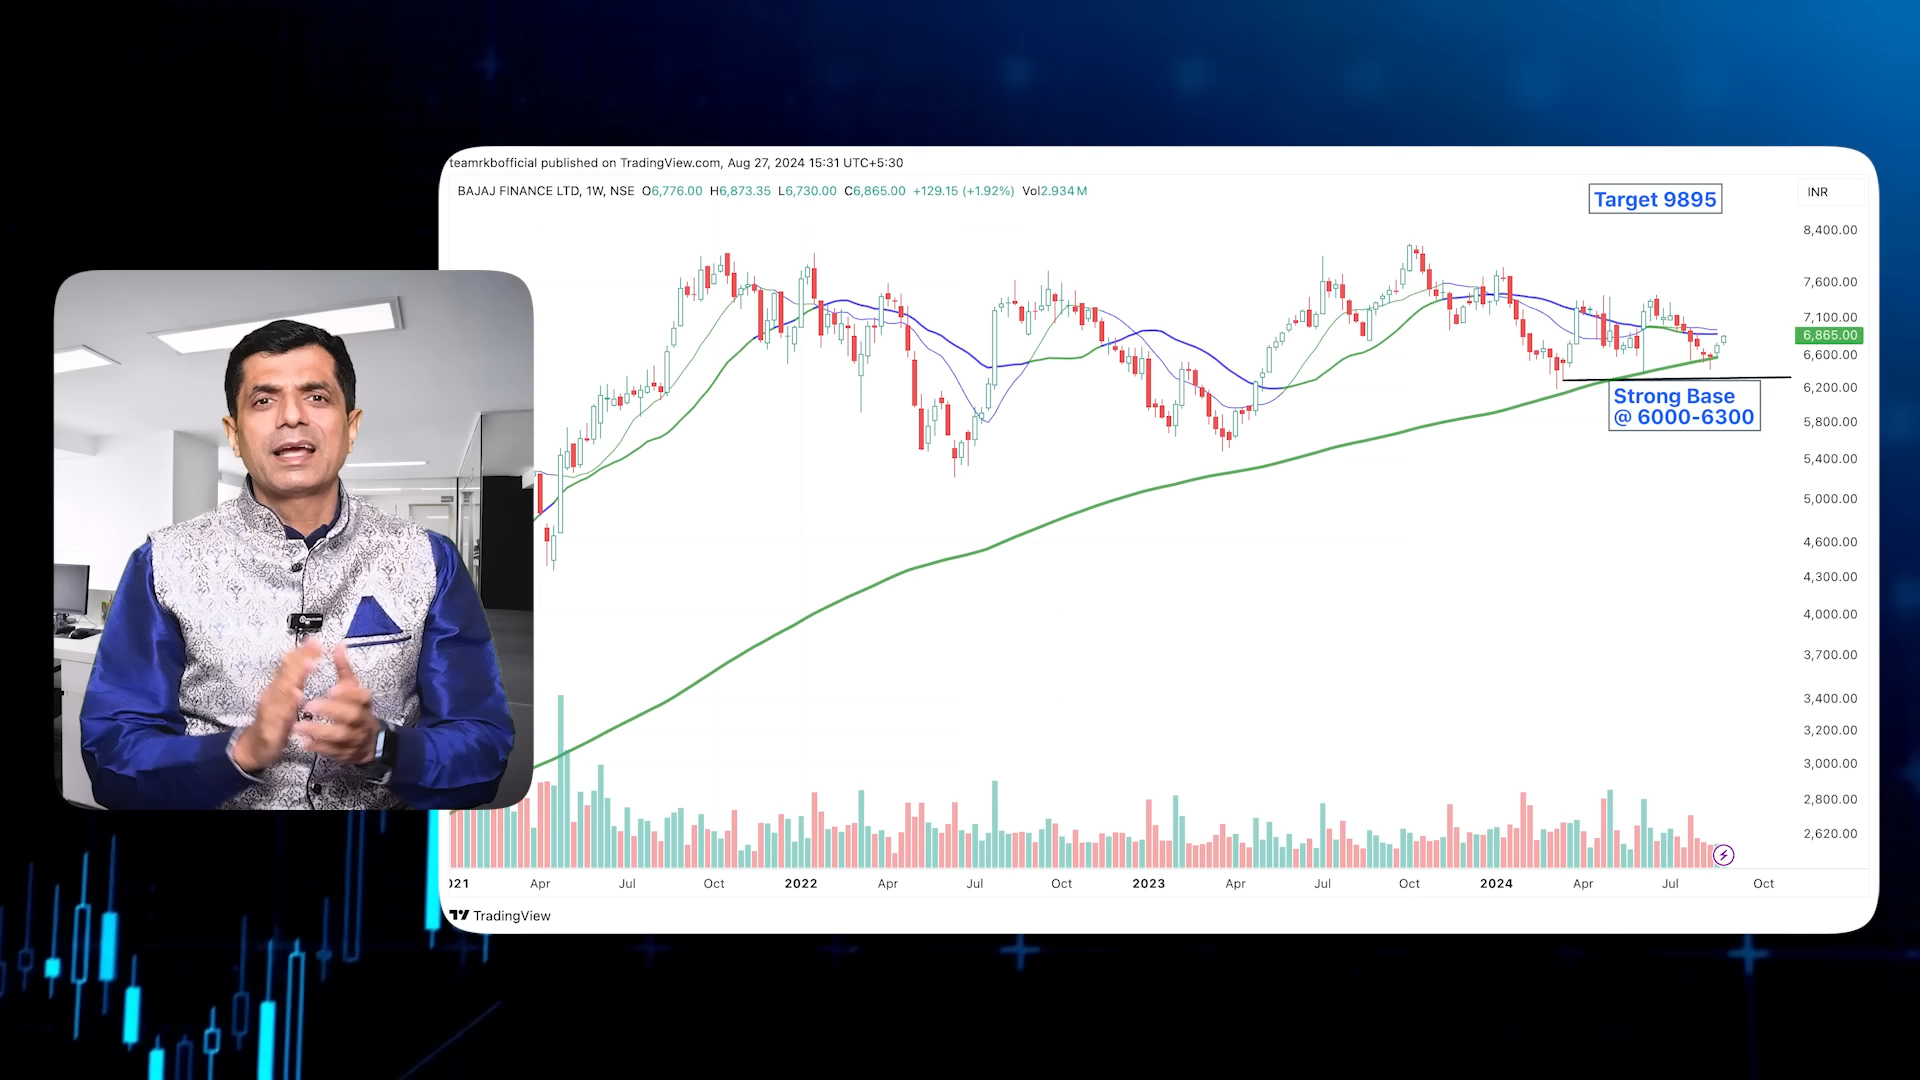 teamrkbofficial published on TradingView.com, Aug 27, 2024 15:31 UTC+5:30
BAJAJ FINANCE LTD, 1W, NSE O6,776.00 H6,873.35 L6,730.00 C6,865.00 +129.15 (+1.92%) Vol2.934 M
Target 9895
INR
8,400.00
7,600.00
7,100.00
6,865.00
6,600.00
6,200.00
Strong Base
@ 6000-6300
5,800.00
5,400.00
5,000.00
4,600.00
4,300.00
4,000.00
3,700.00
3,400.00
3,200.00
3,000.00
2,800.00
2,620.00
021 Apr Jul Oct 2022 Apr Jul Oct 2023 Apr Jul Oct 2024 Apr Jul Oct
TradingView